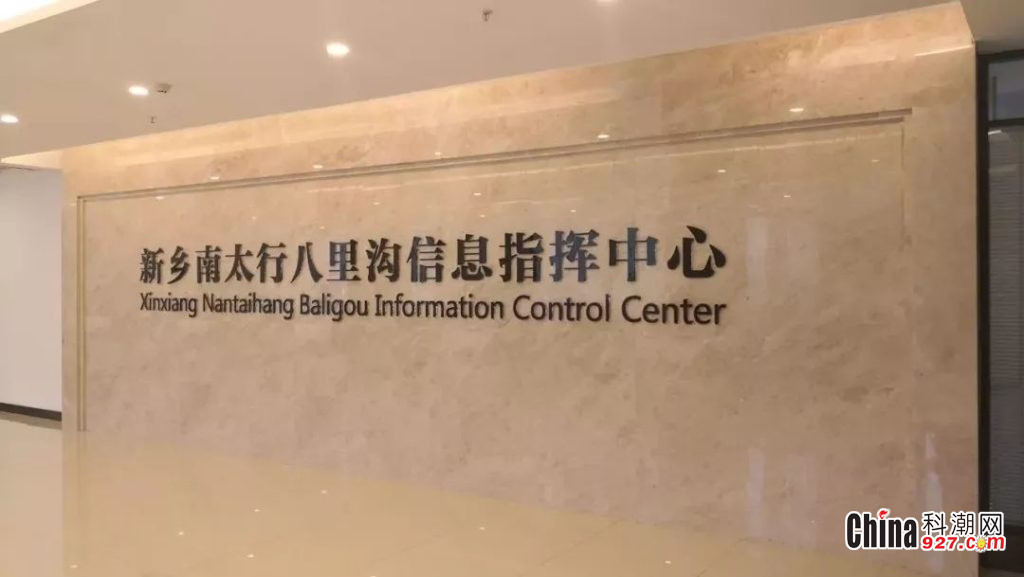 新乡南太行八里沟信息指挥中心
Xinxiang Nantaihang Baligou Information Control Center
China科潮网
927.com